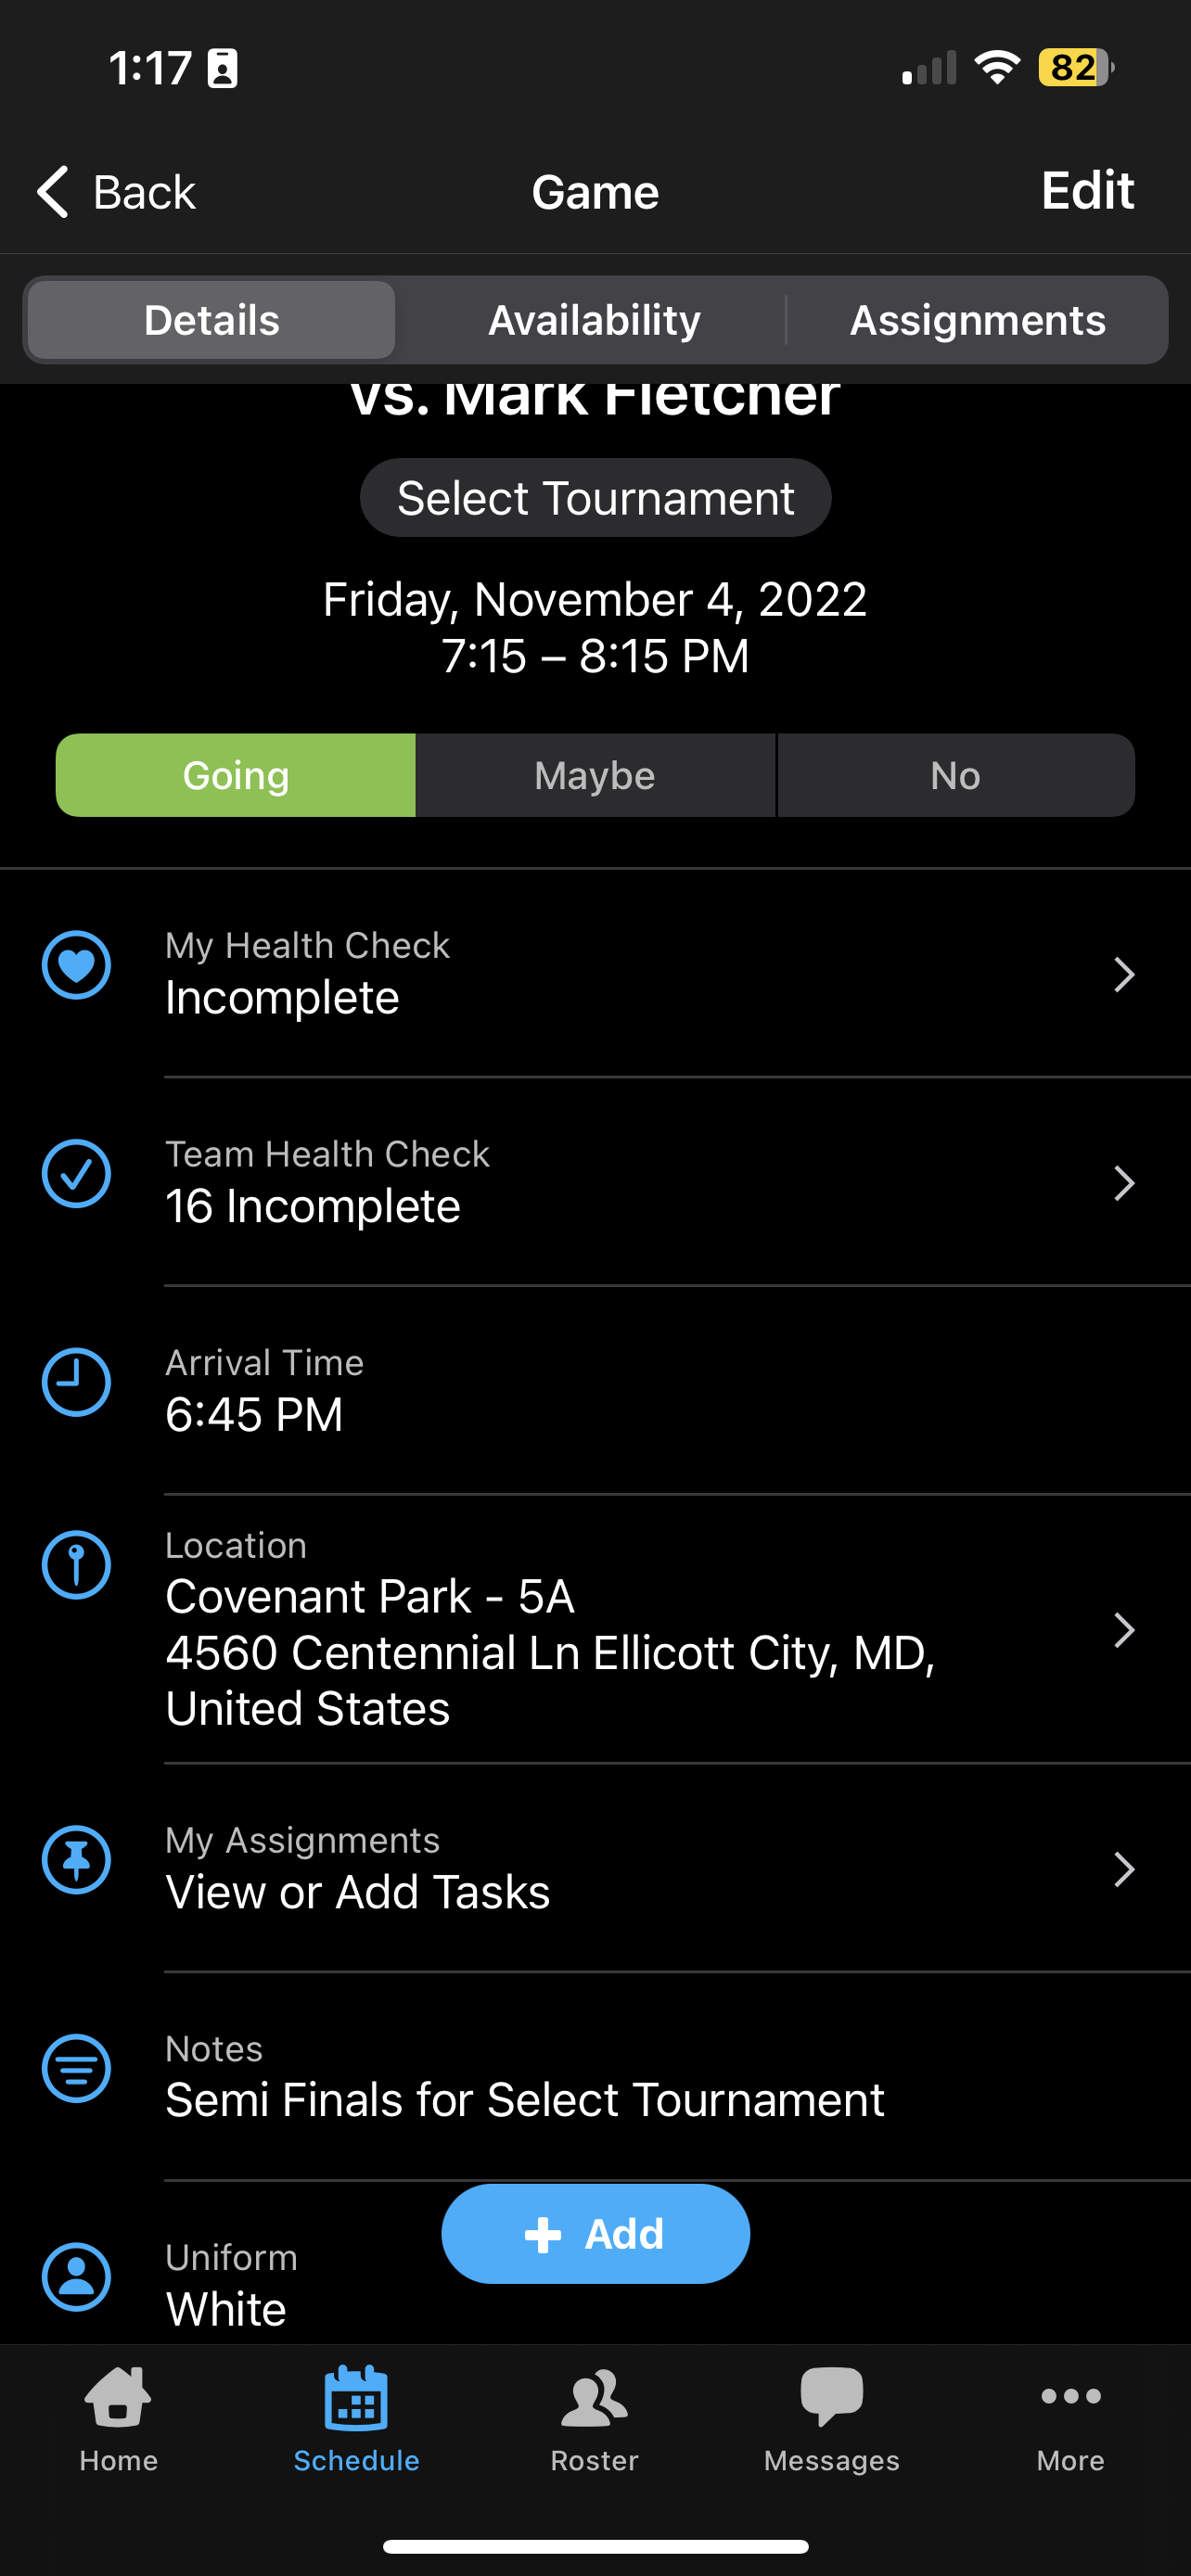 1:17
82
Back
Game
Edit
Details
Availability
Assignments
vs. Mark Fletcher
Select Tournament
Friday, November 4, 2022
7:15 – 8:15 PM
Going
Maybe
No
My Health Check
Incomplete
Team Health Check
16 Incomplete
Arrival Time
6:45 PM
Location
Covenant Park - 5A
4560 Centennial Ln Ellicott City, MD,
United States
My Assignments
View or Add Tasks
Notes
Semi Finals for Select Tournament
Add
Uniform
White
Home
Schedule
Roster
Messages
More